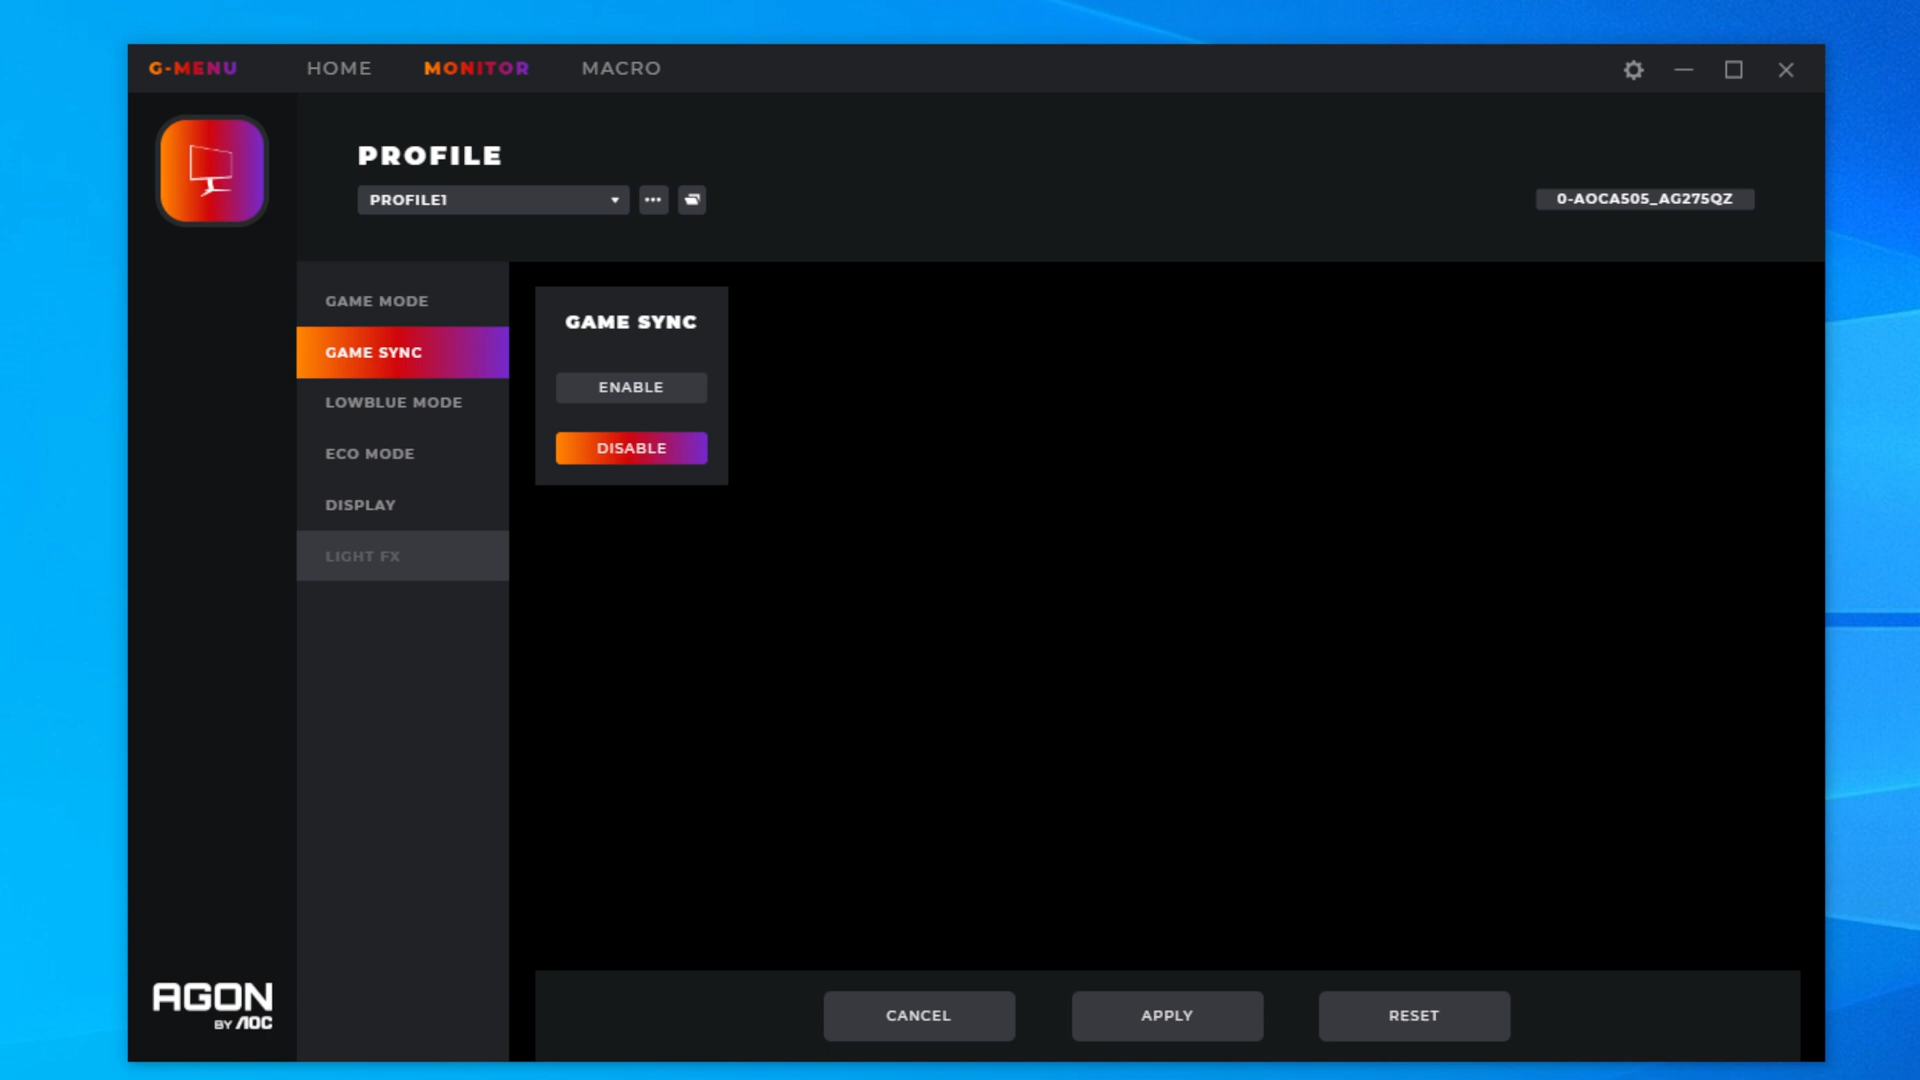 G-MENU HOME MONITOR MACRO
PROFILE
PROFILE1
0-AOCA505_AG275QZ
GAME MODE
GAME SYNC
LOWBLUE MODE
ECO MODE
DISPLAY
LIGHT FX
GAME SYNC
ENABLE
DISABLE
AGON
BY AOC
CANCEL APPLY RESET